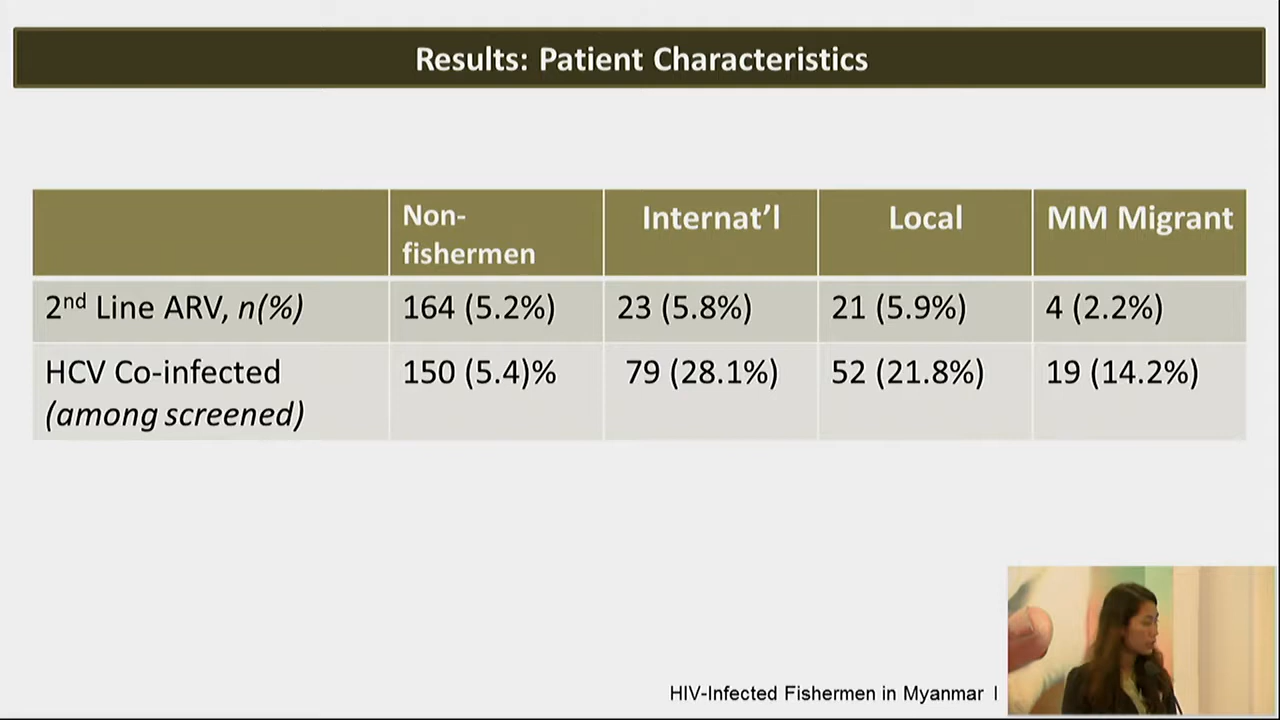 Results: Patient Characteristics
Non-
fishermen
Internat’l
Local
MM Migrant
2nd Line ARV, n(%)
164 (5.2%)
23 (5.8%)
21 (5.9%)
4 (2.2%)
HCV Co-infected
(among screened)
150 (5.4)%
79 (28.1%)
52 (21.8%)
19 (14.2%)
HIV-Infected Fishermen in Myanmar I